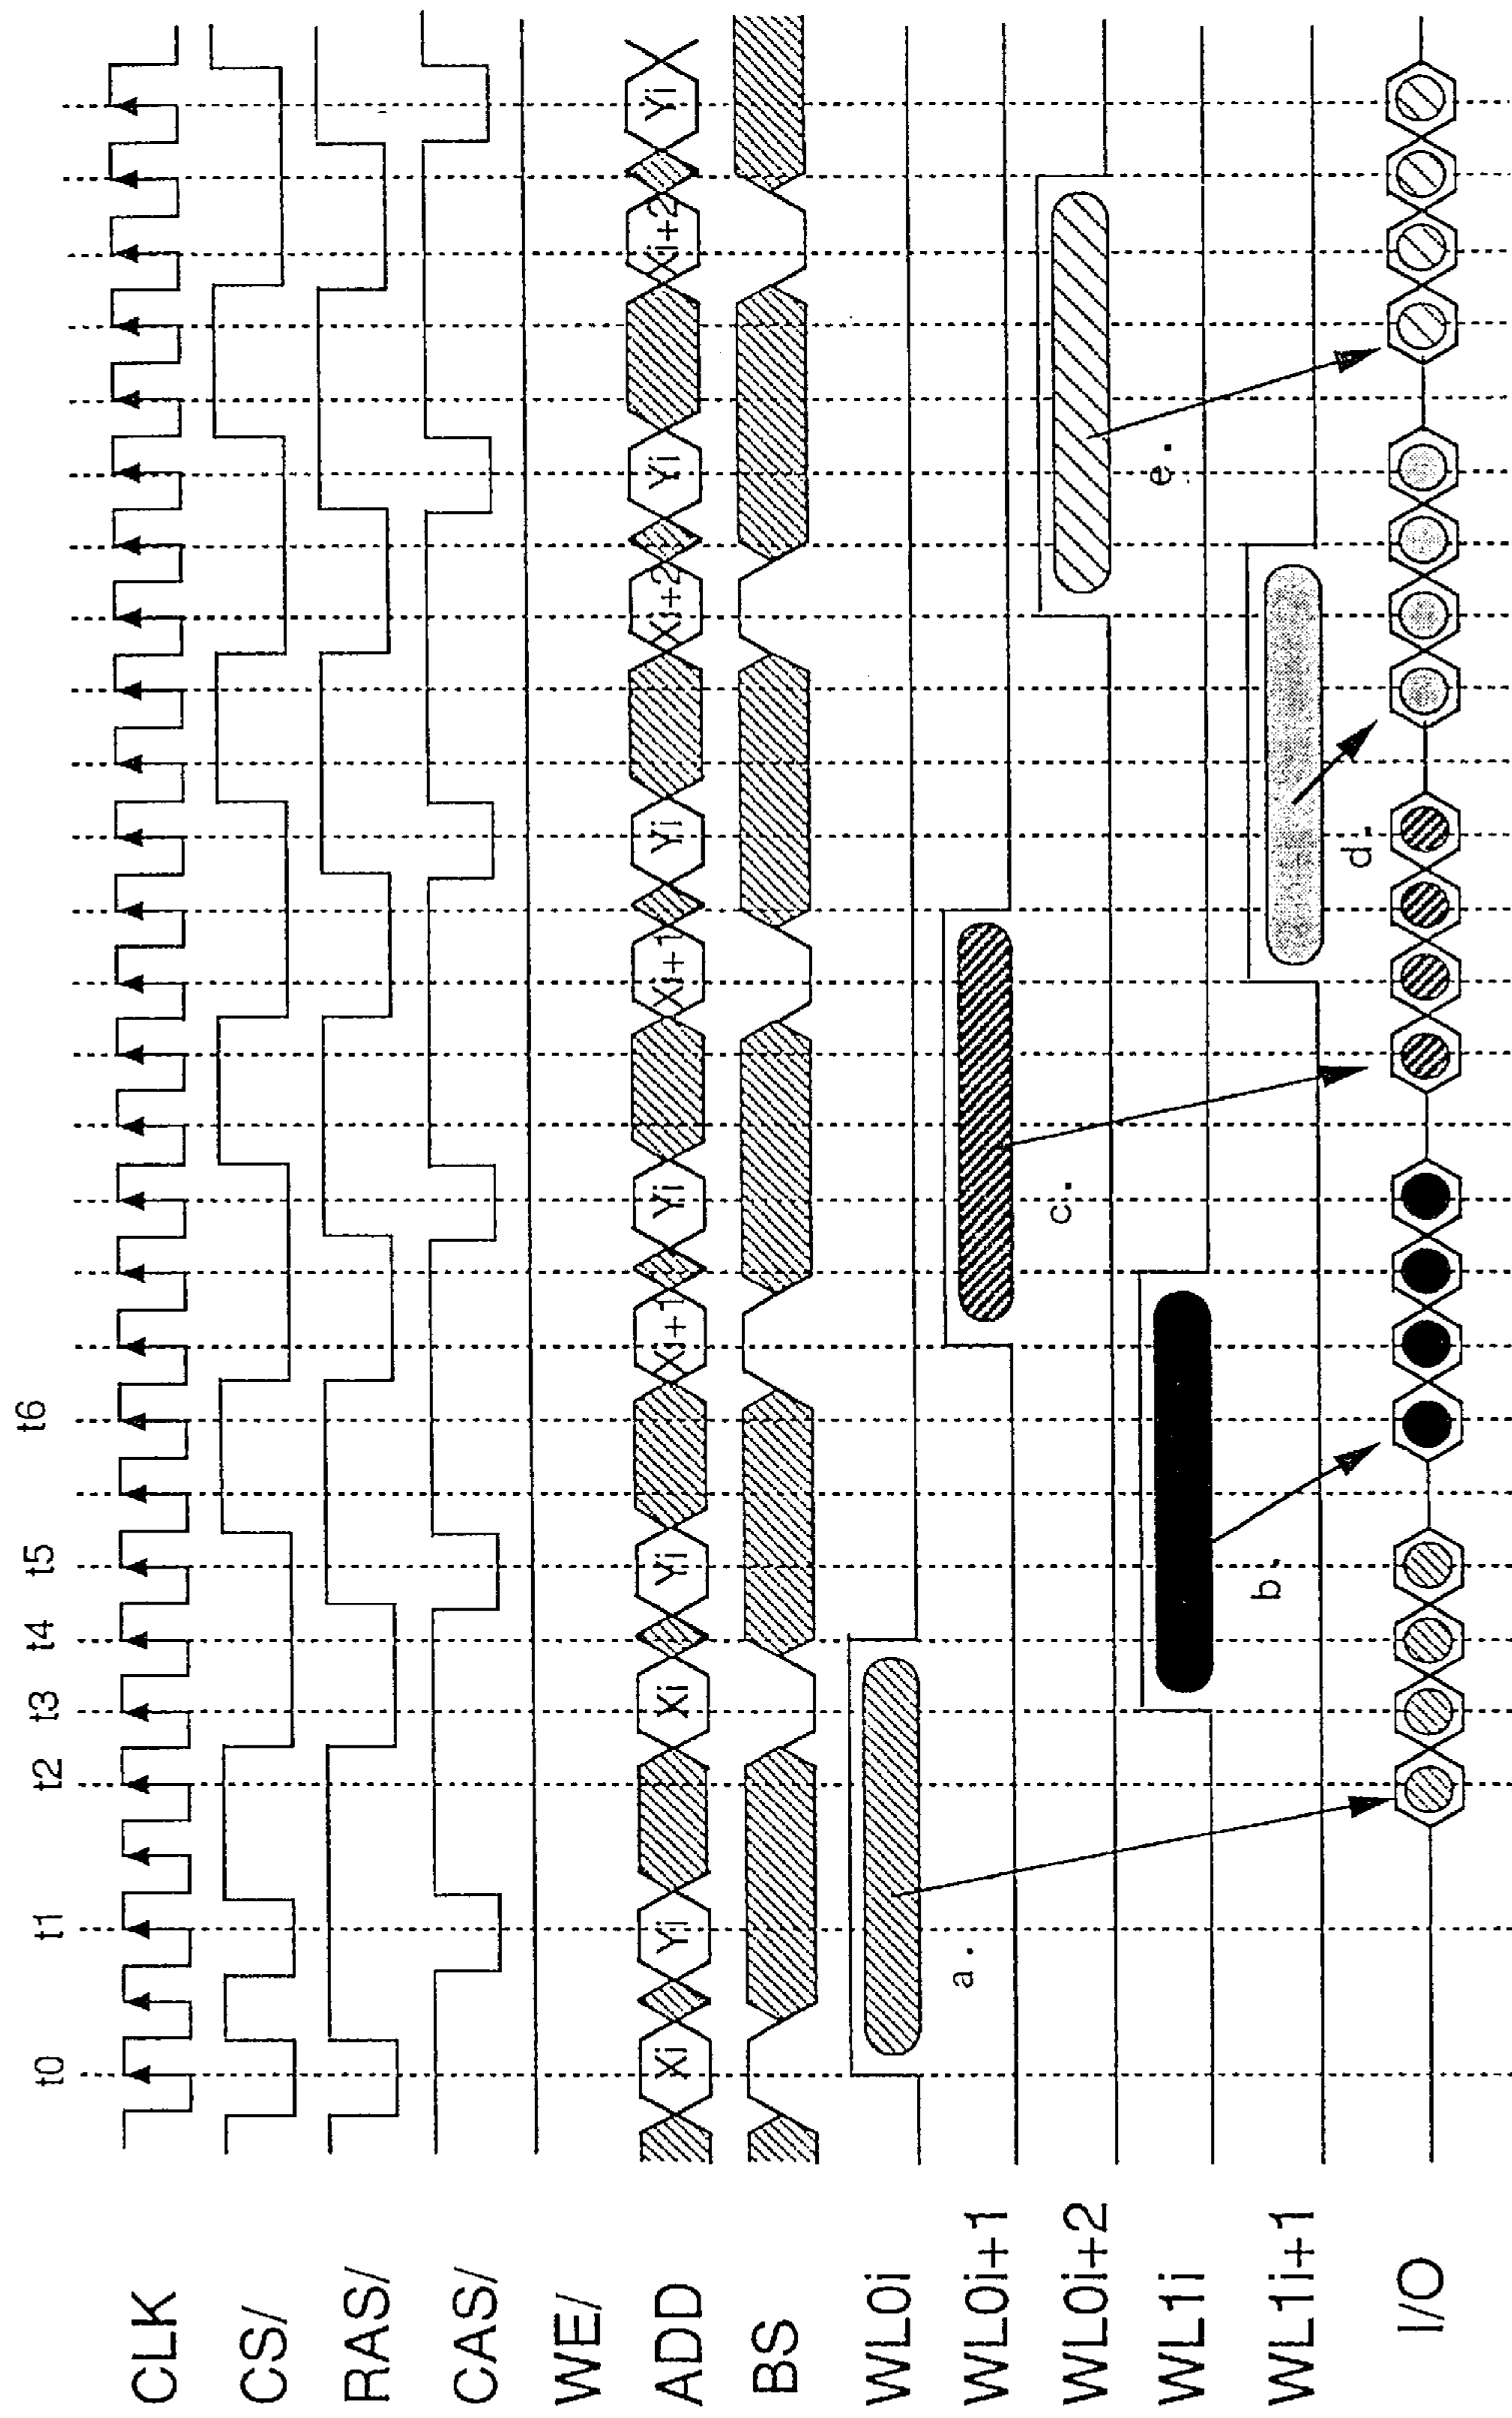 t0 t1 t2 t3 t4 t5 t6
CLK
CS/
RAS/
CAS/
WE/
ADD Xi Yi Xi Yi Xi+1 Yi Xi+1 Yi Xi+2 Yi Xi+2 Yi
BS
WL0i
a.
WL0i+1
c.
WL0i+2
e.
WL1i
b.
WL1i+1
d.
I/O